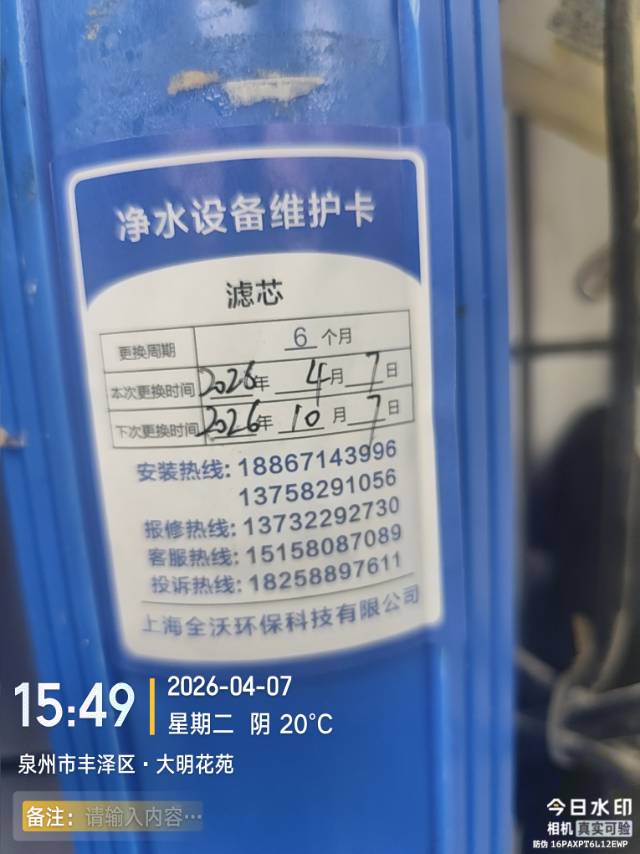 净水设备维护卡
滤芯
更换周期 6 个月
本次更换时间 2026年 4月 7日
下次更换时间 2026年 10月 7日
安装热线: 18867143996
13758291056
报修热线: 13732292730
客服热线: 15158087089
投诉热线: 18258897611
上海全沃环保科技有限公司
15:49
2026-04-07
星期二 阴 20°C
泉州市丰泽区·大明花苑
备注: 请输入内容...
今日水印
相机 真实可验
防伪 16PAXPT6L12EWP